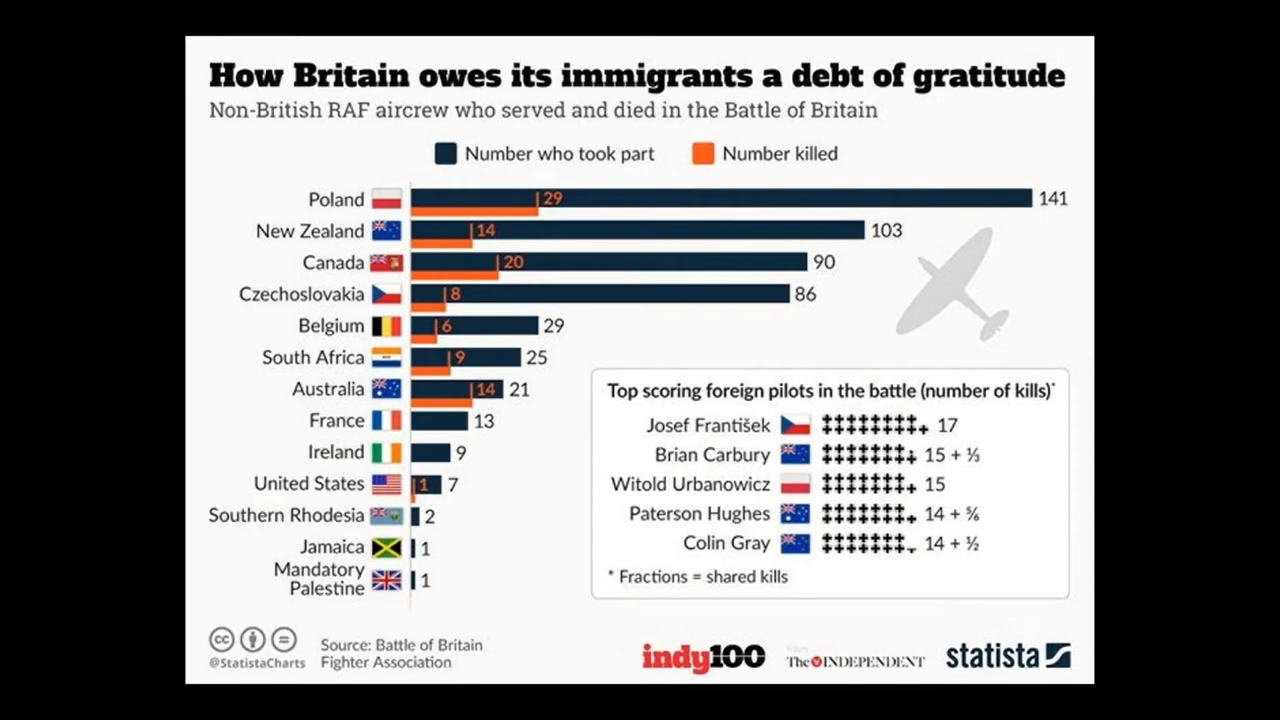 How Britain owes its immigrants a debt of gratitude
Non-British RAF aircrew who served and died in the Battle of Britain
Number who took part Number killed
Poland 29 141
New Zealand 14 103
Canada 20 90
Czechoslovakia 8 86
Belgium 6 29
South Africa 9 25
Australia 14 21
France 13
Ireland 9
United States 1 7
Southern Rhodesia 2
Jamaica 1
Mandatory
Palestine 1
Top scoring foreign pilots in the battle (number of kills)*
Josef František 17
Brian Carbury 15 + ⅓
Witold Urbanowicz 15
Paterson Hughes 14 + ⅚
Colin Gray 14 + ½
* Fractions = shared kills
@StatistaCharts
Source: Battle of Britain
Fighter Association
indy100
The INDEPENDENT
statista